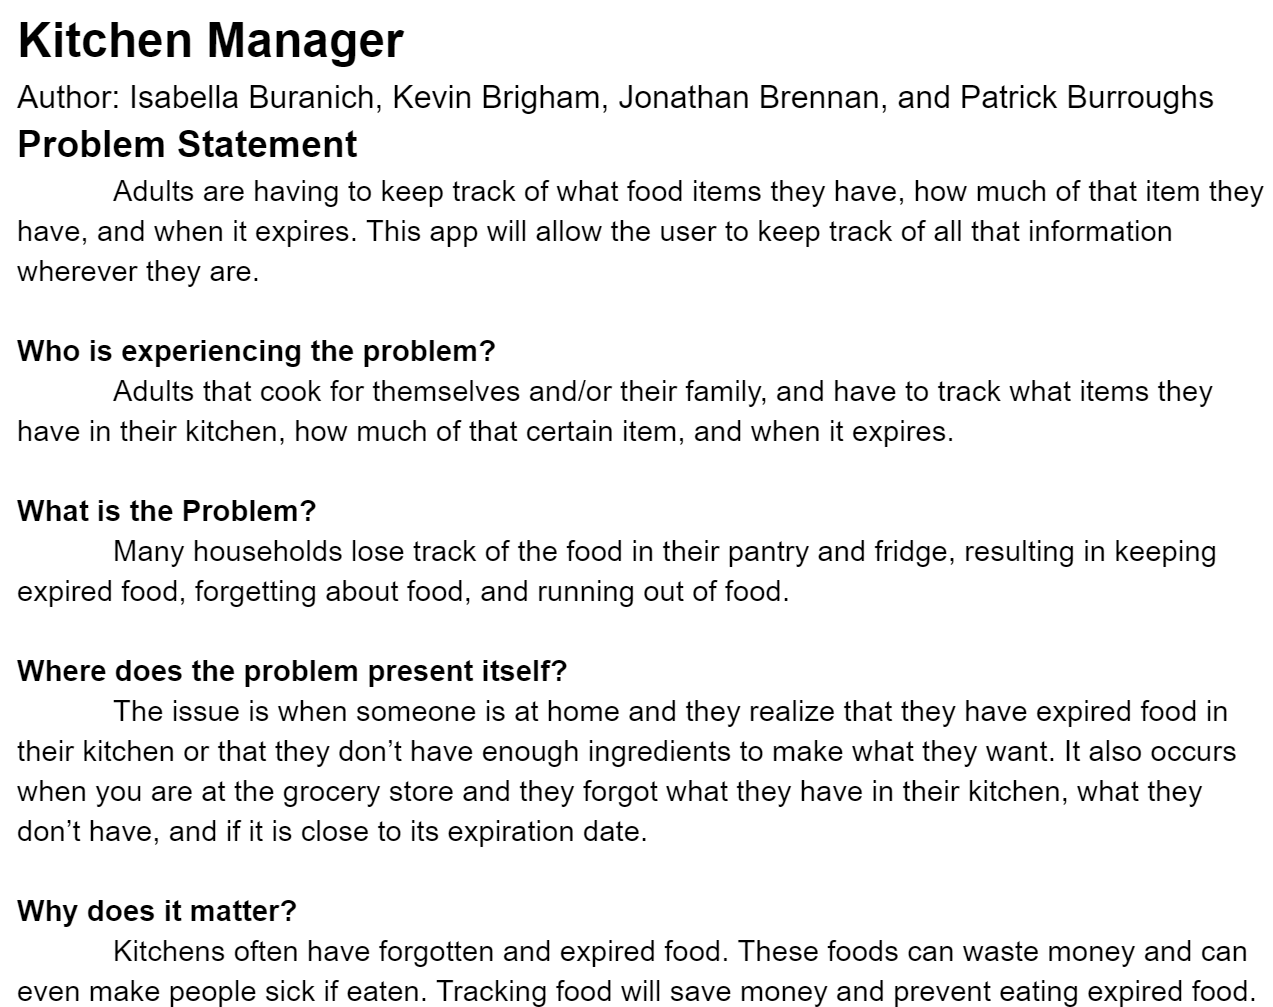 Kitchen Manager
Author: Isabella Buranich, Kevin Brigham, Jonathan Brennan, and Patrick Burroughs
Problem Statement
Adults are having to keep track of what food items they have, how much of that item they
have, and when it expires. This app will allow the user to keep track of all that information
wherever they are.
Who is experiencing the problem?
Adults that cook for themselves and/or their family, and have to track what items they
have in their kitchen, how much of that certain item, and when it expires.
What is the Problem?
Many households lose track of the food in their pantry and fridge, resulting in keeping
expired food, forgetting about food, and running out of food.
Where does the problem present itself?
The issue is when someone is at home and they realize that they have expired food in
their kitchen or that they don’t have enough ingredients to make what they want. It also occurs
when you are at the grocery store and they forgot what they have in their kitchen, what they
don’t have, and if it is close to its expiration date.
Why does it matter?
Kitchens often have forgotten and expired food. These foods can waste money and can
even make people sick if eaten. Tracking food will save money and prevent eating expired food.